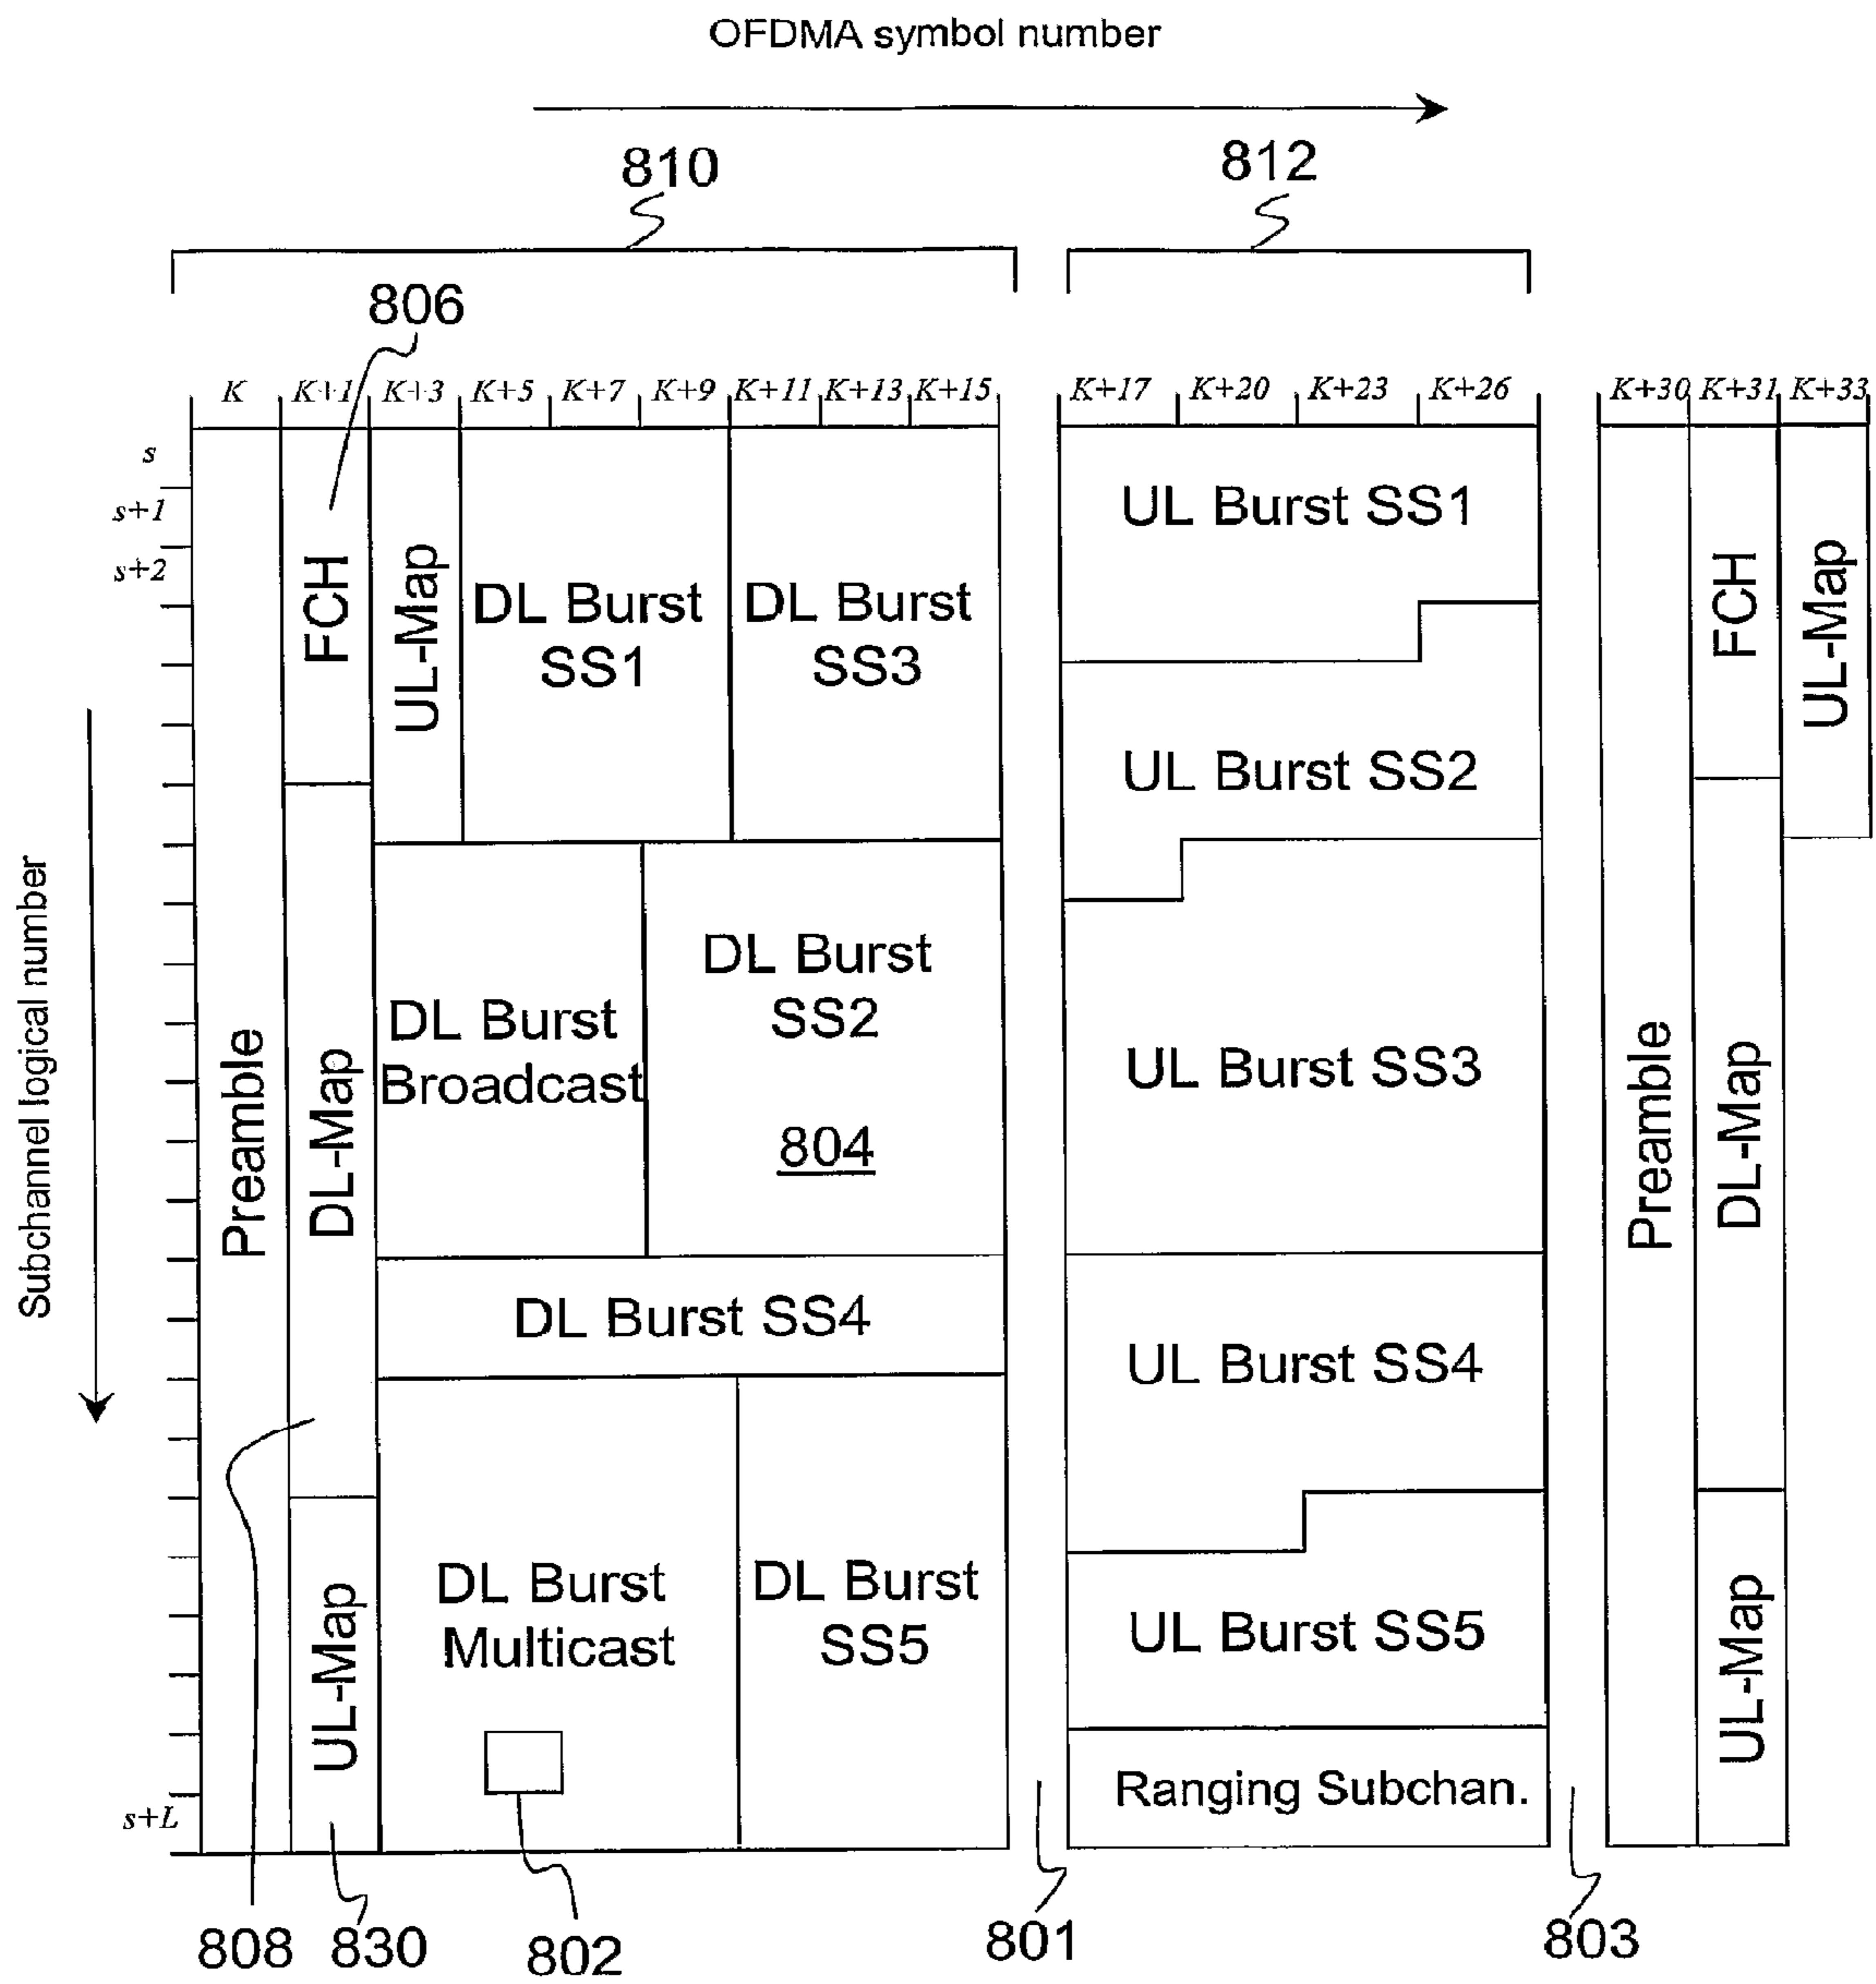 OFDMA symbol number
810
812
806
K K+1 K+3 K+5 K+7 K+9 K+11 K+13 K+15
K+17 K+20 K+23 K+26
K+30 K+31 K+33
s
s+1
s+2
s+L
Subchannel logical number
Preamble
FCH
DL-Map
UL-Map
UL-Map
DL Burst
SS1
DL Burst
SS3
DL Burst
Broadcast
DL Burst
SS2
804
DL Burst SS4
DL Burst
Multicast
DL Burst
SS5
UL Burst SS1
UL Burst SS2
UL Burst SS3
UL Burst SS4
UL Burst SS5
Ranging Subchan.
Preamble
FCH
DL-Map
UL-Map
UL-Map
808
830
802
801
803